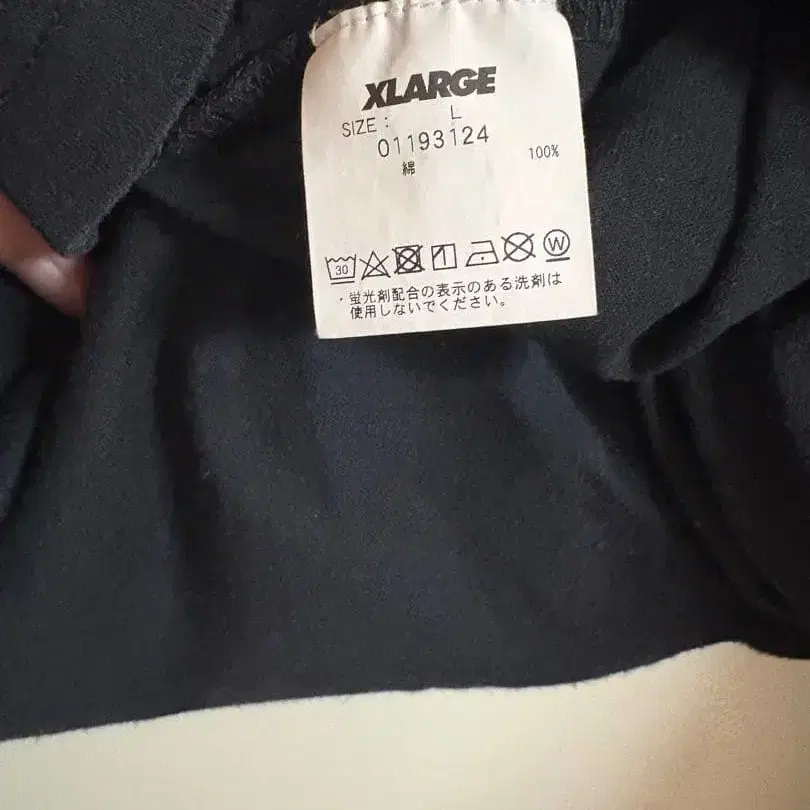 XLARGE
SIZE : L
01193124
綿 100%
30 W
・蛍光剤配合の表示のある洗剤は
使用しないでください。